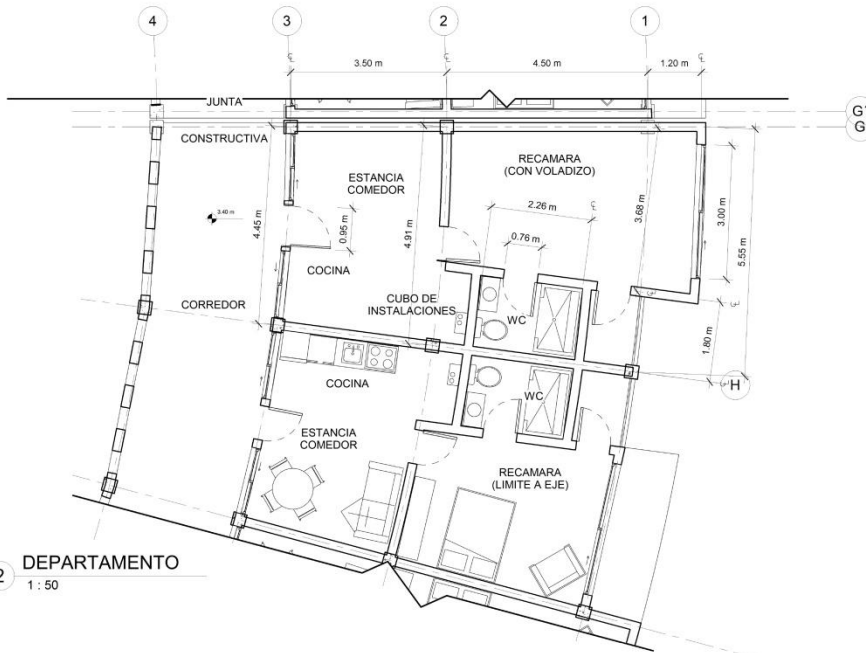 4
3
2
1
3.50 m
4.50 m
1.20 m
JUNTA
CONSTRUCTIVA
G'
G
ESTANCIA
COMEDOR
RECAMARA
(CON VOLADIZO)
2.26 m
3.68 m
3.00 m
5.55 m
3.40 m
4.45 m
0.95 m
4.91 m
0.76 m
COCINA
CORREDOR
CUBO DE
INSTALACIONES
WC
1.80 m
H
COCINA
WC
ESTANCIA
COMEDOR
RECAMARA
(LIMITE A EJE)
2
DEPARTAMENTO
1 : 50